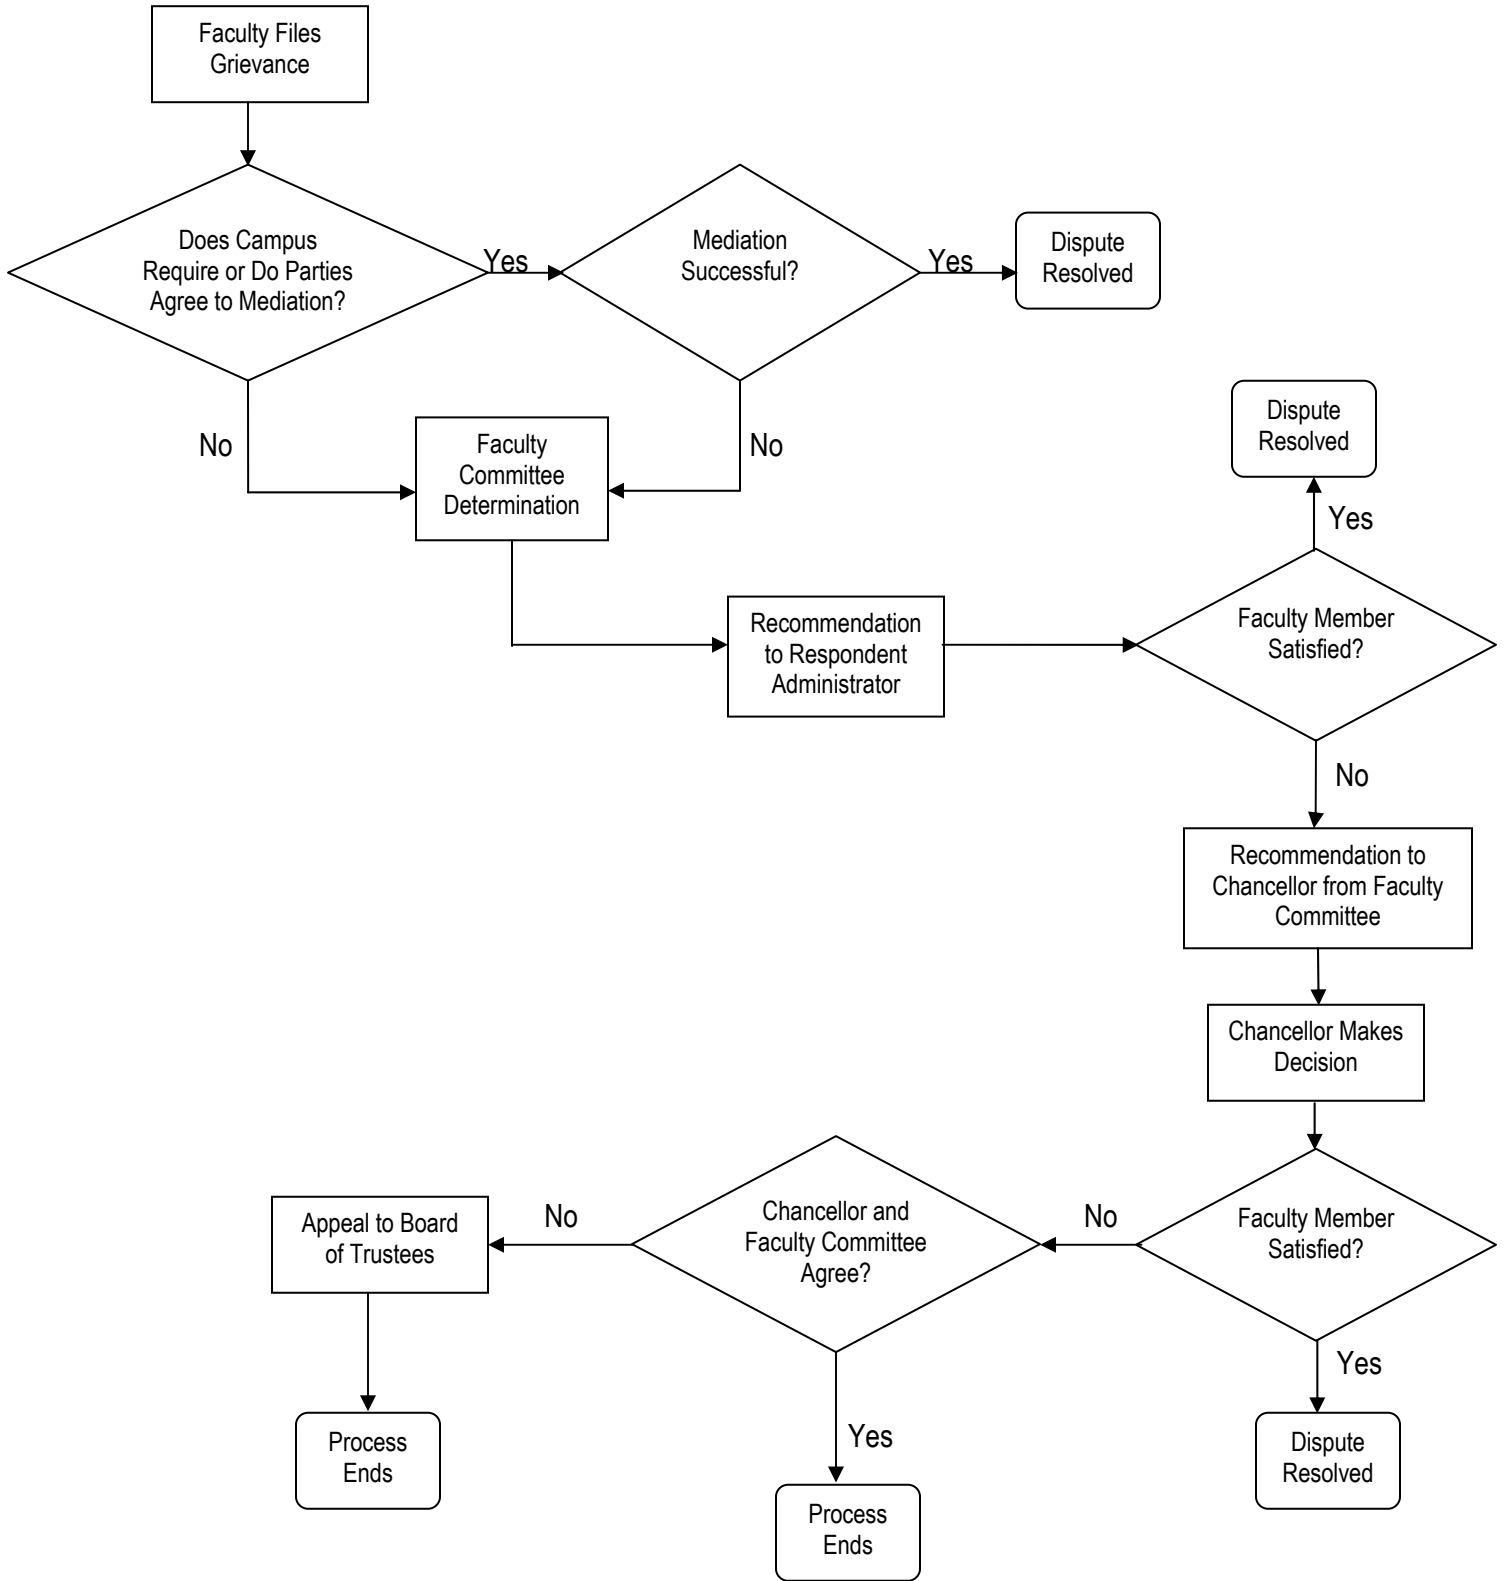 Faculty Files
Grievance
Does Campus
Require or Do Parties
Agree to Mediation?
Yes
Mediation
Successful?
Yes
Dispute
Resolved
No
Faculty
Committee
Determination
No
Dispute
Resolved
Yes
Recommendation
to Respondent
Administrator
Faculty Member
Satisfied?
No
Recommendation to
Chancellor from Faculty
Committee
Chancellor Makes
Decision
Faculty Member
Satisfied?
No
Chancellor and
Faculty Committee
Agree?
No
Appeal to Board
of Trustees
Yes
Dispute
Resolved
Yes
Process
Ends
Process
Ends